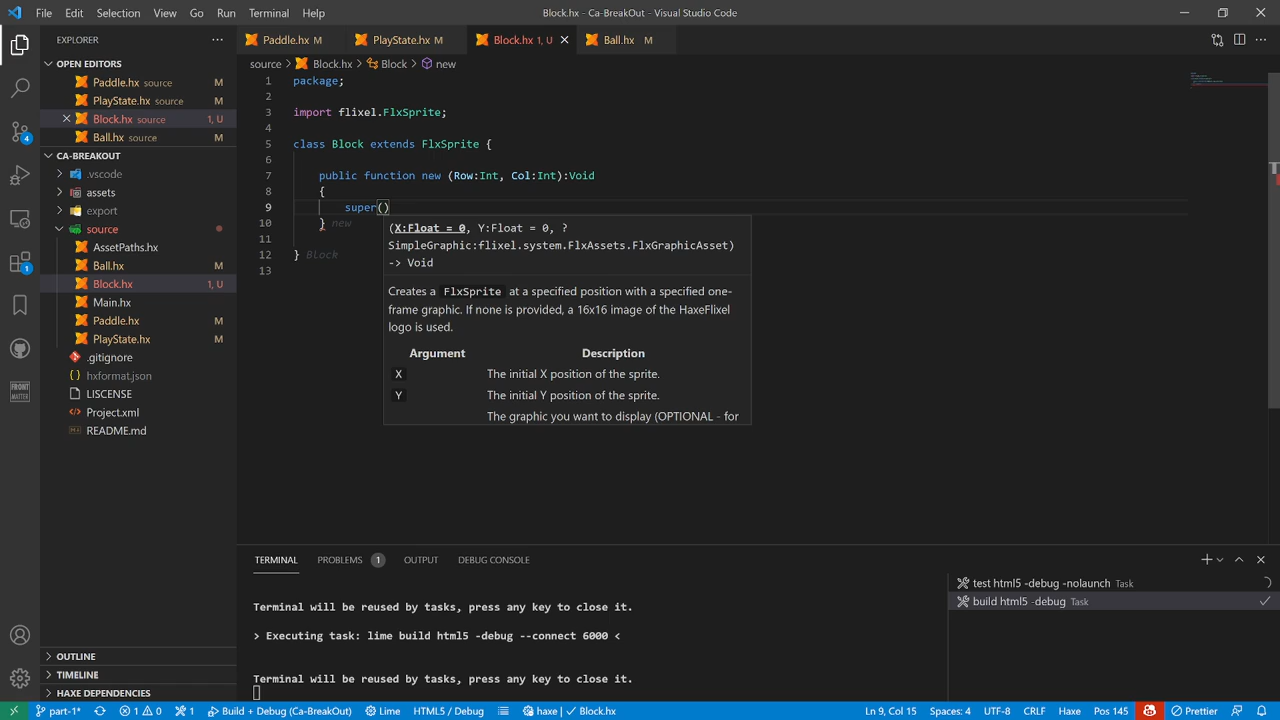 File Edit Selection View Go Run Terminal Help
Block.hx - Ca-BreakOut - Visual Studio Code
EXPLORER
OPEN EDITORS
Paddle.hx source M
PlayState.hx source M
Block.hx source 1, U
Ball.hx source M
CA-BREAKOUT
.vscode
assets
export
source
AssetPaths.hx
Ball.hx M
Block.hx 1, U
Main.hx
Paddle.hx M
PlayState.hx M
.gitignore
hxformat.json
LISCENSE
Project.xml
README.md
OUTLINE
TIMELINE
HAXE DEPENDENCIES
4
1
FRONT MATTER
Paddle.hx M PlayState.hx M Block.hx 1, U Ball.hx M
source > Block.hx > Block > new
1 package;
2
3 import flixel.FlxSprite;
4
5 class Block extends FlxSprite {
6
7 public function new (Row:Int, Col:Int):Void
8 {
9 super()
10 } new
11
12 } Block
13
(X:Float = 0, Y:Float = 0, ?
SimpleGraphic:flixel.system.FlxAssets.FlxGraphicAsset)
-> Void
Creates a FlxSprite at a specified position with a specified one-
frame graphic. If none is provided, a 16x16 image of the HaxeFlixel
logo is used.
Argument Description
X The initial X position of the sprite.
Y The initial Y position of the sprite.
The graphic you want to display (OPTIONAL - for
TERMINAL PROBLEMS 1 OUTPUT DEBUG CONSOLE
Terminal will be reused by tasks, press any key to close it.
> Executing task: lime build html5 -debug --connect 6000 <
Terminal will be reused by tasks, press any key to close it.
test html5 -debug -nolaunch Task
build html5 -debug Task
part-1* 1 0 1 Build + Debug (Ca-BreakOut) Lime HTML5 / Debug haxe | Block.hx Ln 9, Col 15 Spaces: 4 UTF-8 CRLF Haxe Pos 145 Prettier